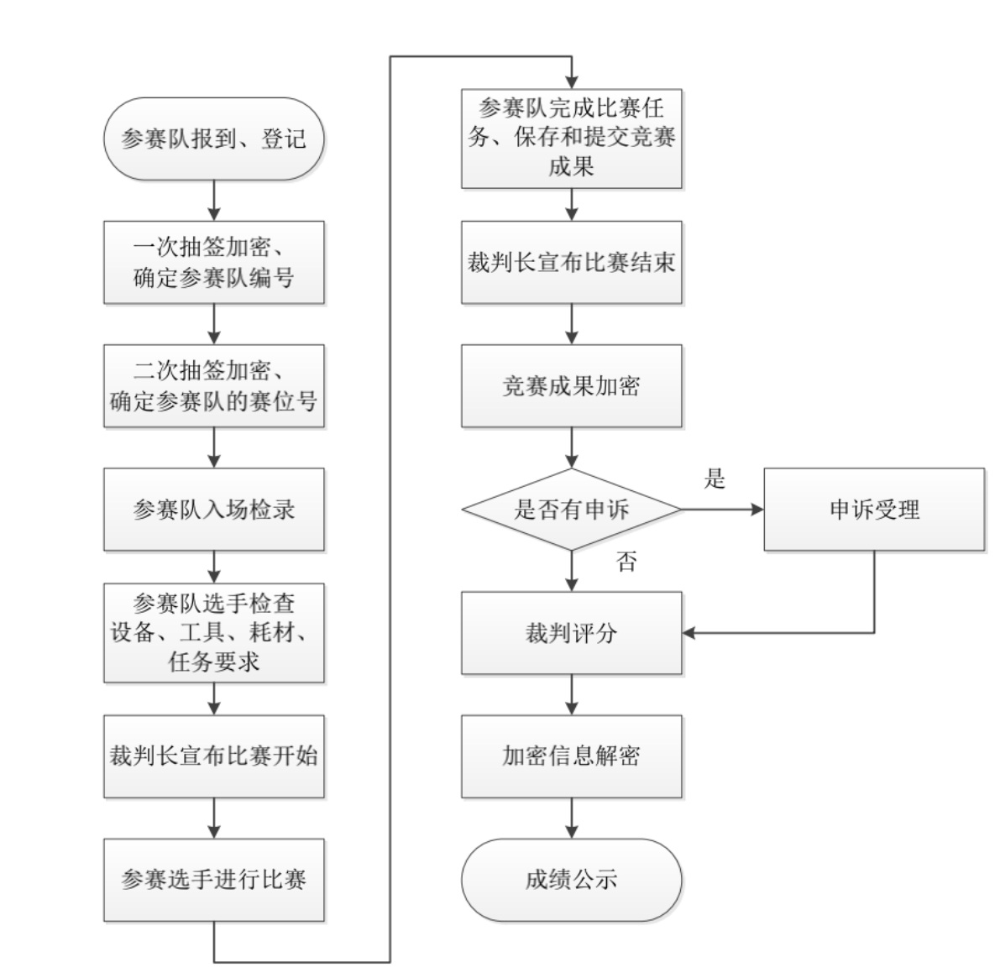 参赛队报到、登记
一次抽签加密、
确定参赛队编号
二次抽签加密、
确定参赛队的赛位号
参赛队入场检录
参赛队选手检查
设备、工具、耗材、
任务要求
裁判长宣布比赛开始
参赛选手进行比赛
参赛队完成比赛任
务、保存和提交竞赛
成果
裁判长宣布比赛结束
竞赛成果加密
是否有申诉
是
申诉受理
否
裁判评分
加密信息解密
成绩公示